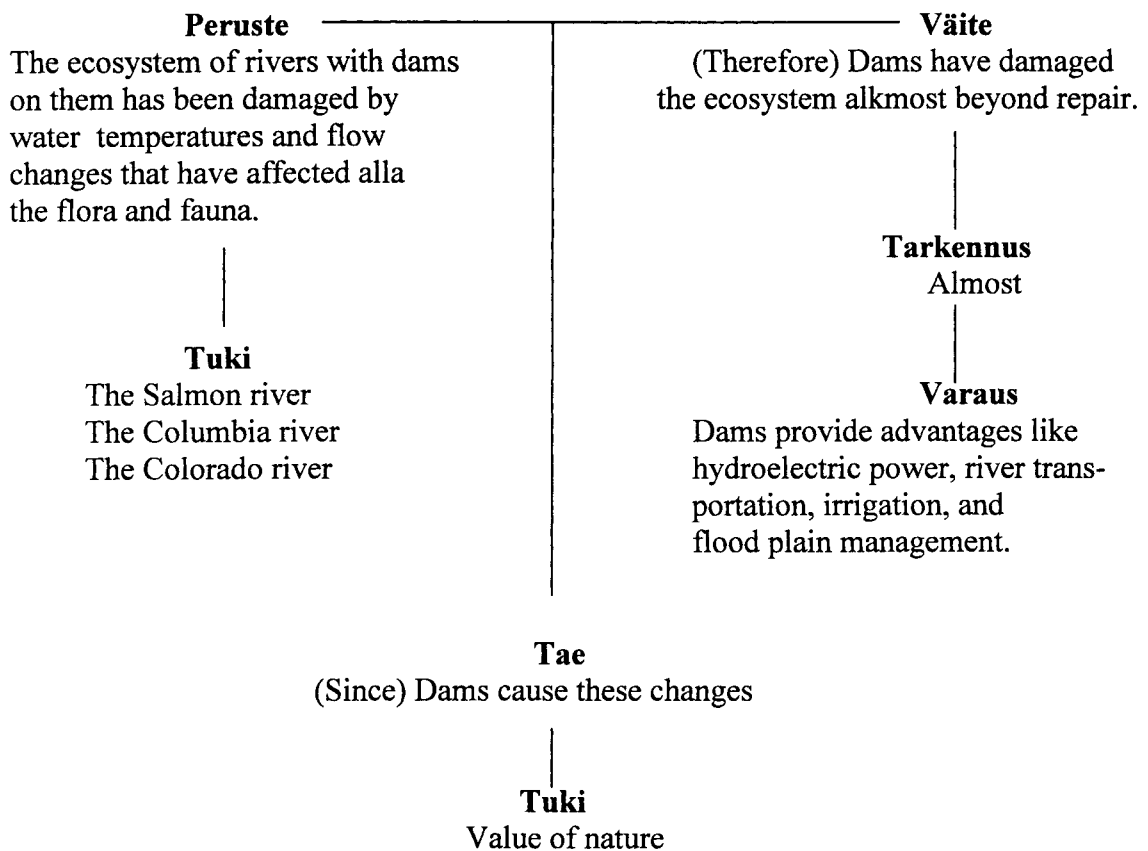 Peruste
The ecosystem of rivers with dams
on them has been damaged by
water temperatures and flow
changes that have affected alla
the flora and fauna.
Tuki
The Salmon river
The Columbia river
The Colorado river
Väite
(Therefore) Dams have damaged
the ecosystem alkmost beyond repair.
Tarkennus
Almost
Varaus
Dams provide advantages like
hydroelectric power, river trans-
portation, irrigation, and
flood plain management.
Tae
(Since) Dams cause these changes
Tuki
Value of nature